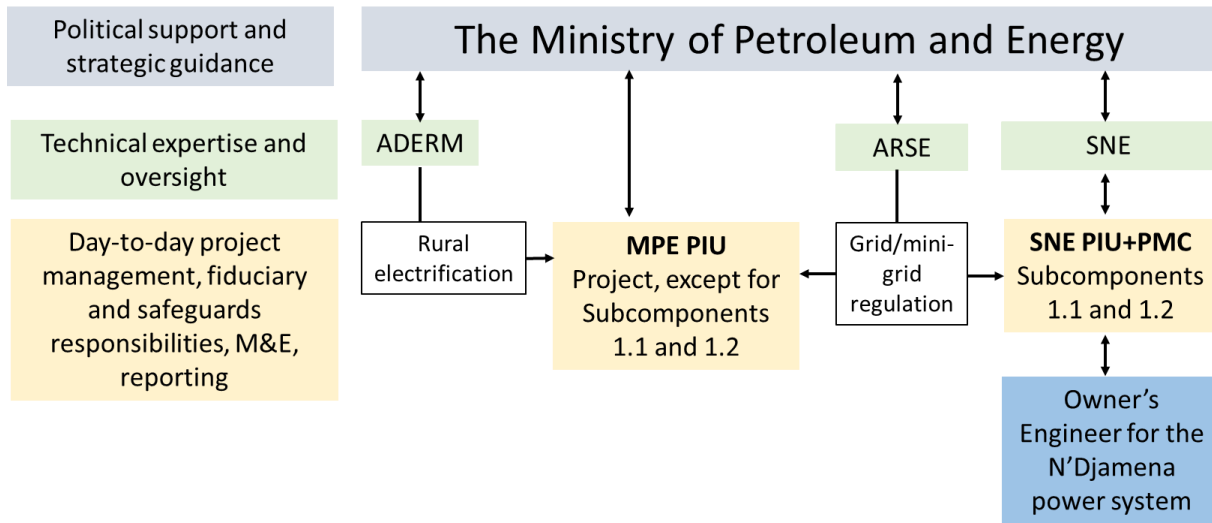 Political support and
strategic guidance
The Ministry of Petroleum and Energy
Technical expertise and
oversight
ADERM
ARSE
SNE
Day-to-day project
management, fiduciary
and safeguards
responsibilities, M&E,
reporting
Rural
electrification
MPE PIU
Project, except for
Subcomponents
1.1 and 1.2
Grid/mini-
grid
regulation
SNE PIU+PMC
Subcomponents
1.1 and 1.2
Owner’s
Engineer for the
N’Djamena
power system